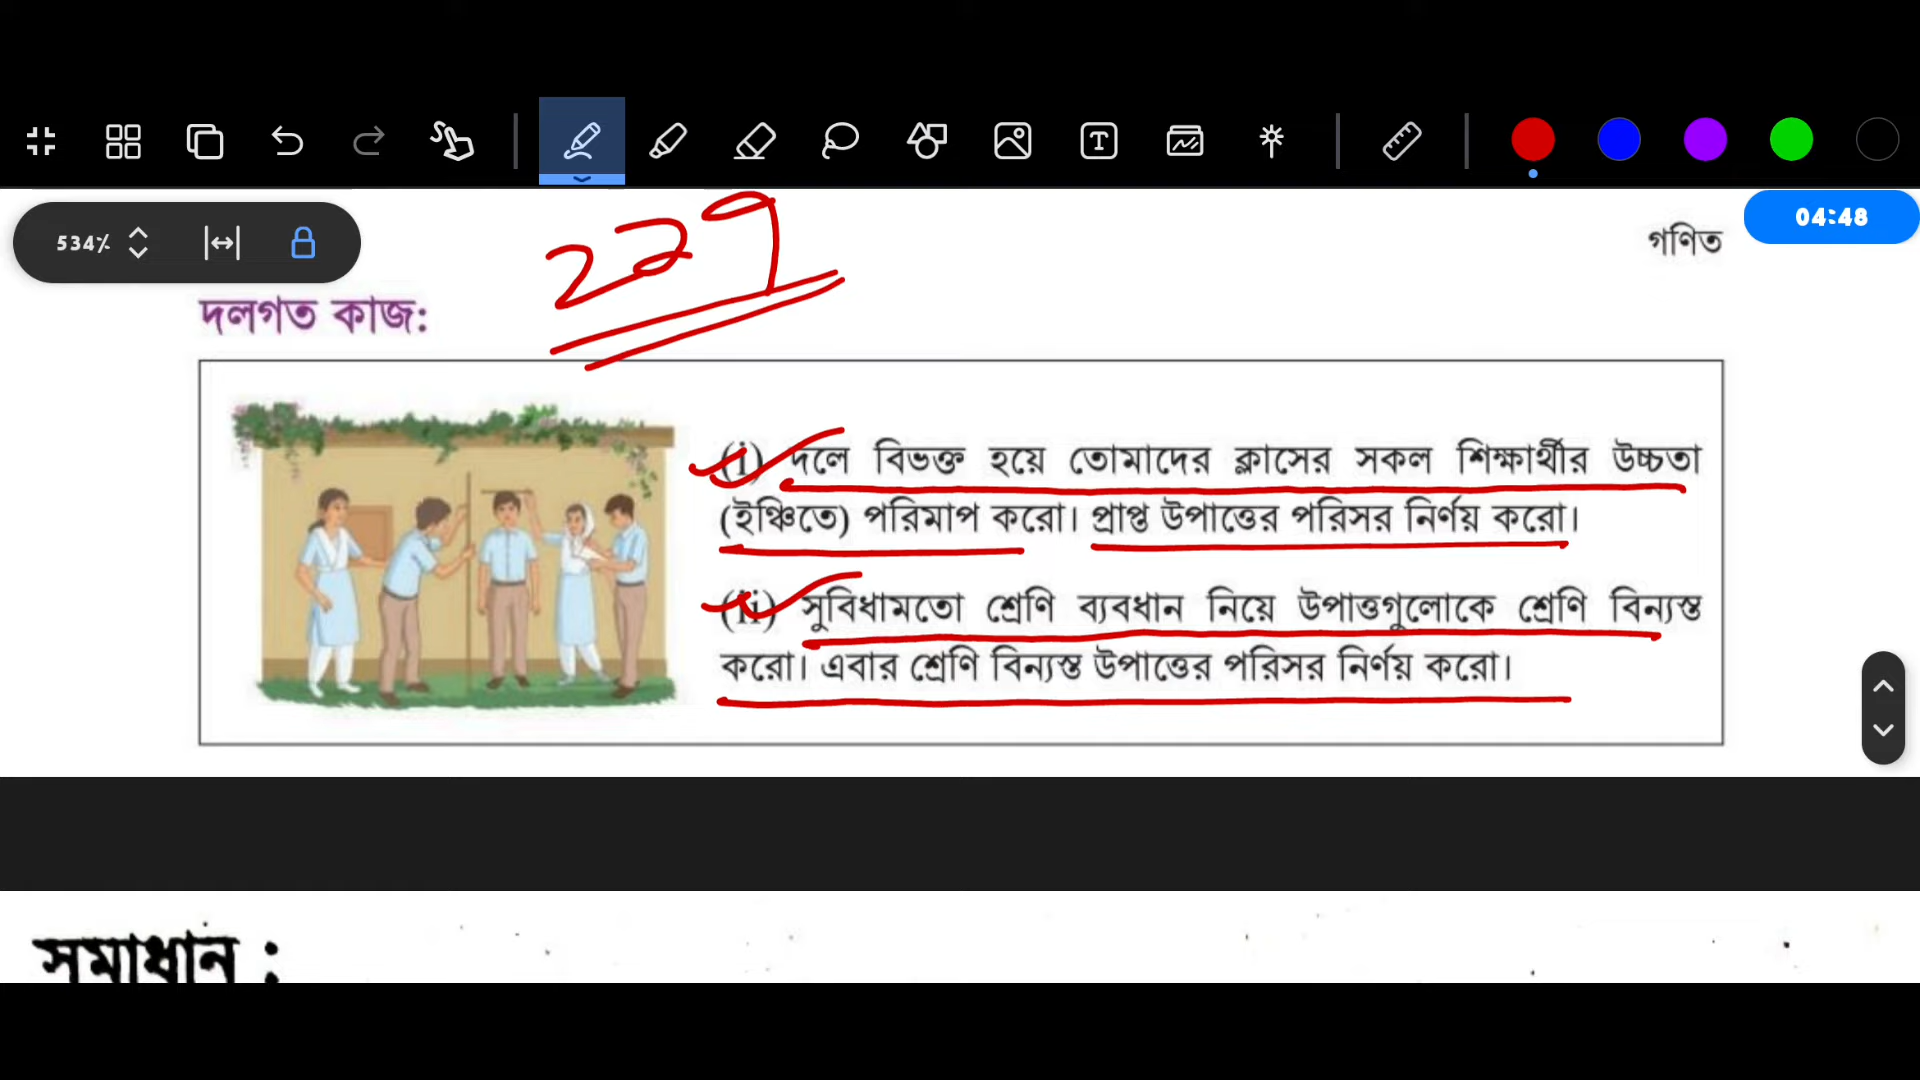 534%
04:48
229
গণিত
দলগত কাজ:
(i) দলে বিভক্ত হয়ে তোমাদের ক্লাসের সকল শিক্ষার্থীর উচ্চতা
(ইঞ্চিতে) পরিমাপ করো। প্রাপ্ত উপাত্তের পরিসর নির্ণয় করো।
(ii) সুবিধামতো শ্রেণি ব্যবধান নিয়ে উপাত্তগুলোকে শ্রেণি বিন্যস্ত
করো। এবার শ্রেণি বিন্যস্ত উপাত্তের পরিসর নির্ণয় করো।
সমাধান :